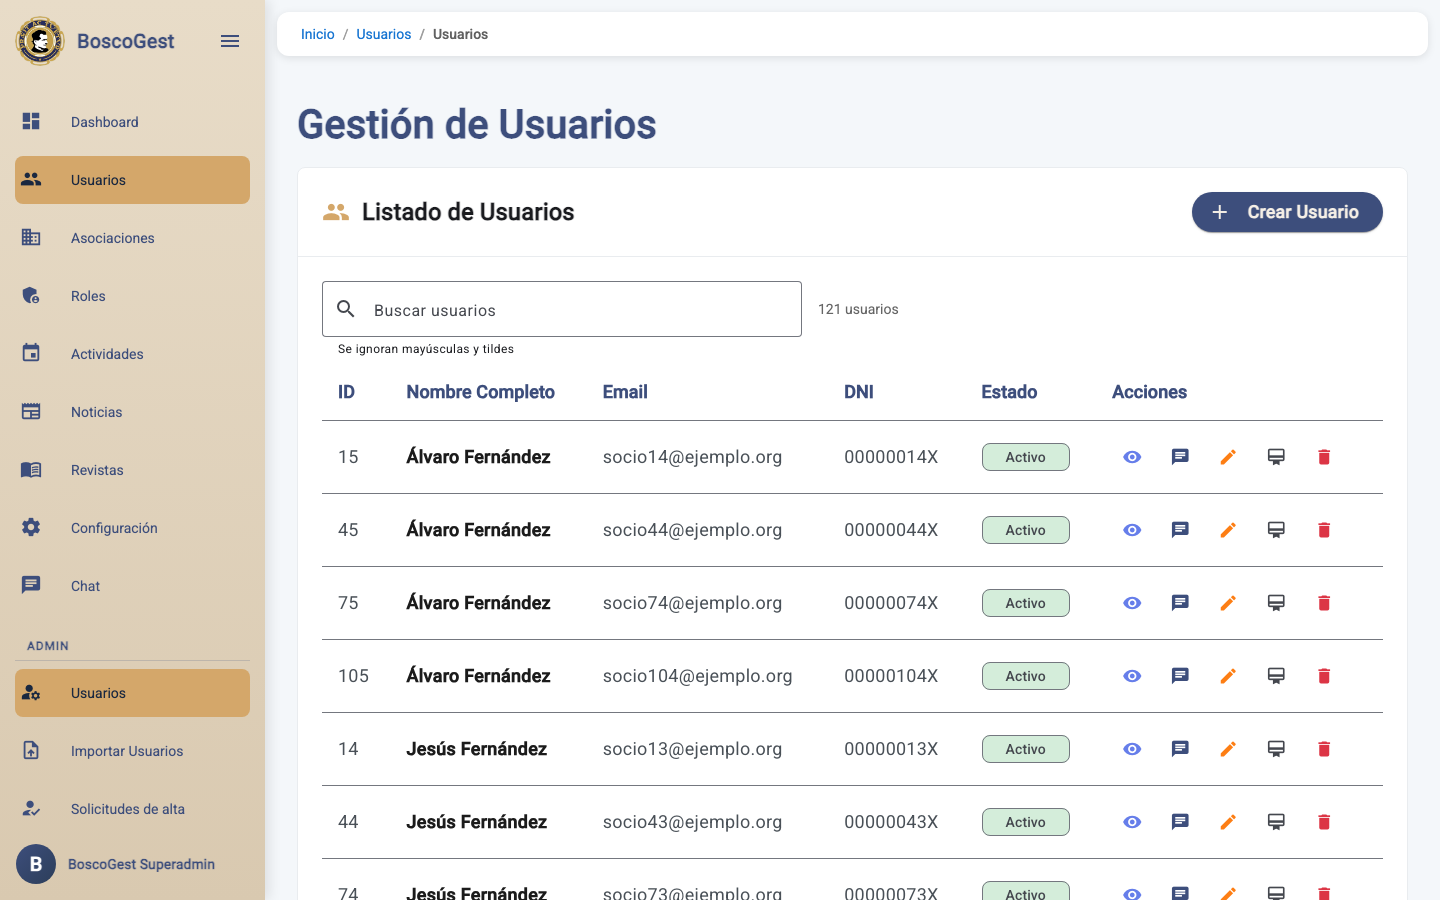 BoscoGest
Inicio / Usuarios / Usuarios
Dashboard
Usuarios
Asociaciones
Roles
Actividades
Noticias
Revistas
Configuración
Chat
ADMIN
Usuarios
Importar Usuarios
Solicitudes de alta
B BoscoGest Superadmin
Gestión de Usuarios
Listado de Usuarios
Crear Usuario
Buscar usuarios
121 usuarios
Se ignoran mayúsculas y tildes
ID Nombre Completo Email DNI Estado Acciones
15 Álvaro Fernández socio14@ejemplo.org 00000014X Activo
45 Álvaro Fernández socio44@ejemplo.org 00000044X Activo
75 Álvaro Fernández socio74@ejemplo.org 00000074X Activo
105 Álvaro Fernández socio104@ejemplo.org 00000104X Activo
14 Jesús Fernández socio13@ejemplo.org 00000013X Activo
44 Jesús Fernández socio43@ejemplo.org 00000043X Activo
74 Jesús Fernández socio73@ejemplo.org 00000073X Activo